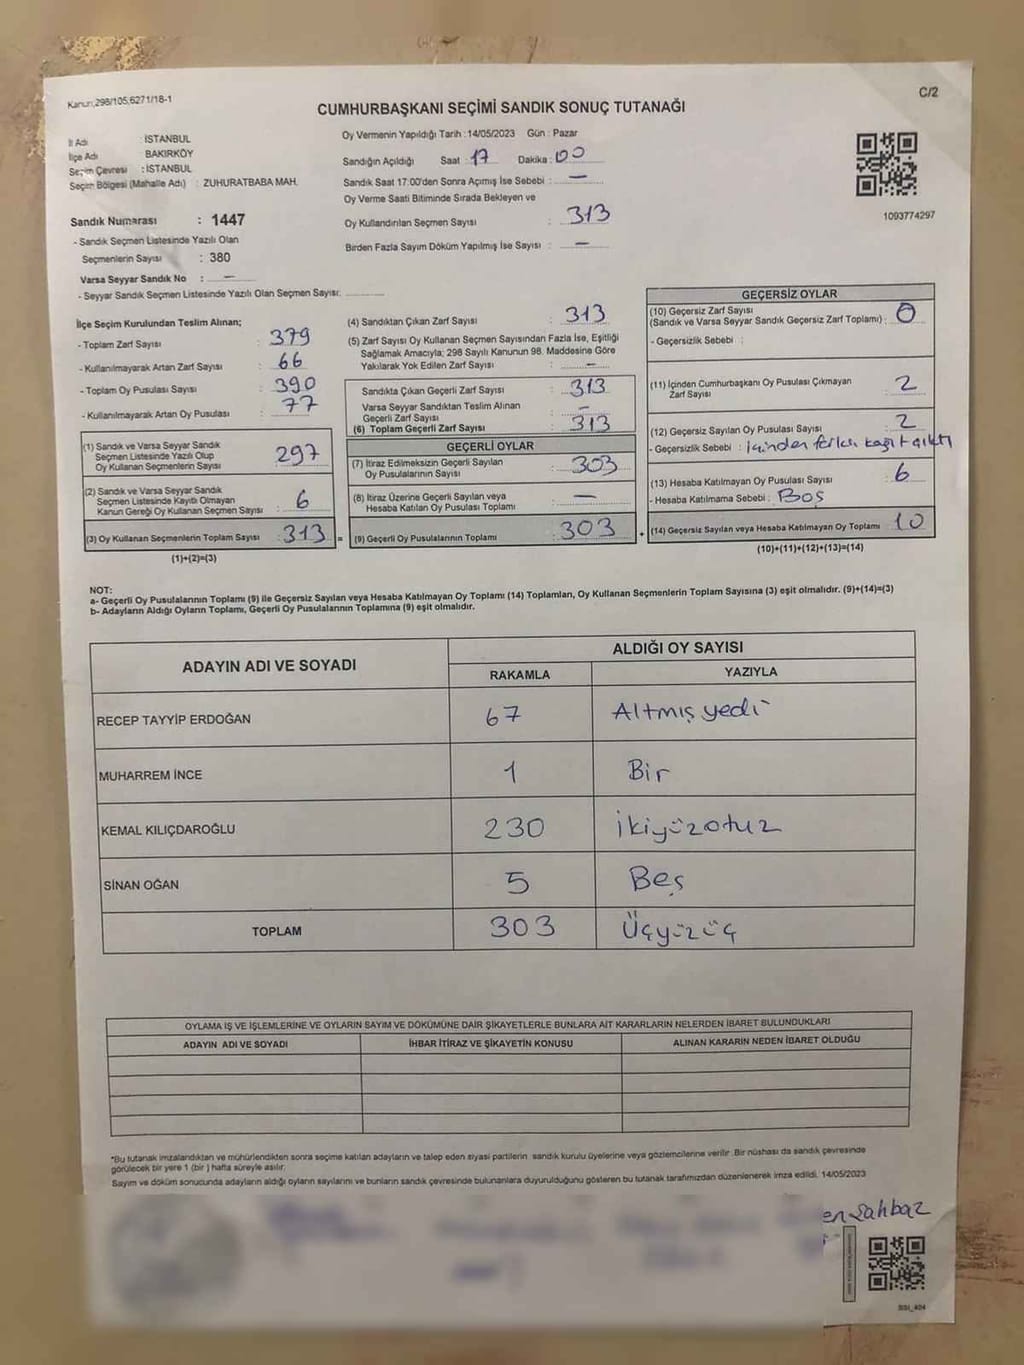 Kanun,298/105,6271/18-1
C/2
CUMHURBAŞKANI SEÇİMİ SANDIK SONUÇ TUTANAĞI
İl Adı : İSTANBUL
İlçe Adı : BAKIRKÖY
Seçim Çevresi : İSTANBUL
Seçim Bölgesi (Mahalle Adı) : ZUHURATBABA MAH.
Sandık Numarası : 1447
- Sandık Seçmen Listesinde Yazılı Olan
Seçmenlerin Sayısı : 380
Varsa Seyyar Sandık No : —
- Seyyar Sandık Seçmen Listesinde Yazılı Olan Seçmen Sayısı:
Oy Vermenin Yapıldığı Tarih : 14/05/2023 Gün : Pazar
Sandığın Açıldığı Saat : 17 Dakika : 00
Sandık Saat 17:00'den Sonra Açımış İse Sebebi : —
Oy Verme Saati Bitiminde Sırada Bekleyen ve
Oy Kullandırılan Seçmen Sayısı : 313
Birden Fazla Sayım Döküm Yapılmış İse Sayısı : —
1093774297
İlçe Seçim Kurulundan Teslim Alınan;
- Toplam Zarf Sayısı : 379
- Kullanılmayarak Artan Zarf Sayısı : 66
- Toplam Oy Pusulası Sayısı : 390
- Kullanılmayarak Artan Oy Pusulası : 77
(1) Sandık ve Varsa Seyyar Sandık
Seçmen Listesinde Yazılı Olup
Oy Kullanan Seçmenlerin Sayısı : 297
(2) Sandık ve Varsa Seyyar Sandık
Seçmen Listesinde Kayıtlı Olmayan
Kanun Gereği Oy Kullanan Seçmen Sayısı : 6
(3) Oy Kullanan Seçmenlerin Toplam Sayısı : 313
(1)+(2)=(3)
(4) Sandıktan Çıkan Zarf Sayısı : 313
(5) Zarf Sayısı Oy Kullanan Seçmen Sayısından Fazla İse, Eşitliği
Sağlamak Amacıyla; 298 Sayılı Kanunun 98. Maddesine Göre
Yakılarak Yok Edilen Zarf Sayısı : —
Sandıkta Çıkan Geçerli Zarf Sayısı : 313
Varsa Seyyar Sandıktan Teslim Alınan
Geçerli Zarf Sayısı : —
(6) Toplam Geçerli Zarf Sayısı : 313
GEÇERLİ OYLAR
(7) İtiraz Edilmeksizin Geçerli Sayılan
Oy Pusulalarının Sayısı : 303
(8) İtiraz Üzerine Geçerli Sayılan veya
Hesaba Katılan Oy Pusulası Toplamı : —
= (9) Geçerli Oy Pusulalarının Toplamı : 303
GEÇERSİZ OYLAR
(10) Geçersiz Zarf Sayısı
(Sandık ve Varsa Seyyar Sandık Geçersiz Zarf Toplamı) : 0
- Geçersizlik Sebebi :
(11) İçinden Cumhurbaşkanı Oy Pusulası Çıkmayan
Zarf Sayısı : 2
(12) Geçersiz Sayılan Oy Pusulası Sayısı : 2
- Geçersizlik Sebebi : İçinden farklı kağıt çıktı
(13) Hesaba Katılmayan Oy Pusulası Sayısı : 6
- Hesaba Katılmama Sebebi : Boş
+ (14) Geçersiz Sayılan veya Hesaba Katılmayan Oy Toplamı : 10
(10)+(11)+(12)+(13)=(14)
NOT:
a- Geçerli Oy Pusulalarının Toplamı (9) ile Geçersiz Sayılan veya Hesaba Katılmayan Oy Toplamı (14) Toplamları, Oy Kullanan Seçmenlerin Toplam Sayısına (3) eşit olmalıdır. (9)+(14)=(3)
b- Adayların Aldığı Oyların Toplamı, Geçerli Oy Pusulalarının Toplamına (9) eşit olmalıdır.
ADAYIN ADI VE SOYADI
ALDIĞI OY SAYISI
RAKAMLA YAZIYLA
RECEP TAYYİP ERDOĞAN 67 Altmış yedi
MUHARREM İNCE 1 Bir
KEMAL KILIÇDAROĞLU 230 İkiyüzotuz
SİNAN OĞAN 5 Beş
TOPLAM 303 Üçyüzüç
OYLAMA İŞ VE İŞLEMLERİNE VE OYLARIN SAYIM VE DÖKÜMÜNE DAİR ŞİKAYETLERLE BUNLARA AİT KARARLARIN NELERDEN İBARET BULUNDUKLARI
ADAYIN ADI VE SOYADI İHBAR İTİRAZ VE ŞİKAYETİN KONUSU ALINAN KARARIN NEDEN İBARET OLDUĞU
*Bu tutanak imzalandıktan ve mühürlendikten sonra seçime katılan adayların ve talep eden siyasi partilerin sandık kurulu üyelerine veya gözlemcilerine verilir. Bir nüshası da sandık çevresinde
görülecek bir yere 1 (bir ) hafta süreyle asılır.
Sayım ve döküm sonucunda adayların aldığı oyların sayılarını ve bunların sandık çevresinde bulunanlara duyurulduğunu gösteren bu tutanak tarafımızdan düzenlenerek imza edildi. 14/05/2023
en Şahbaz